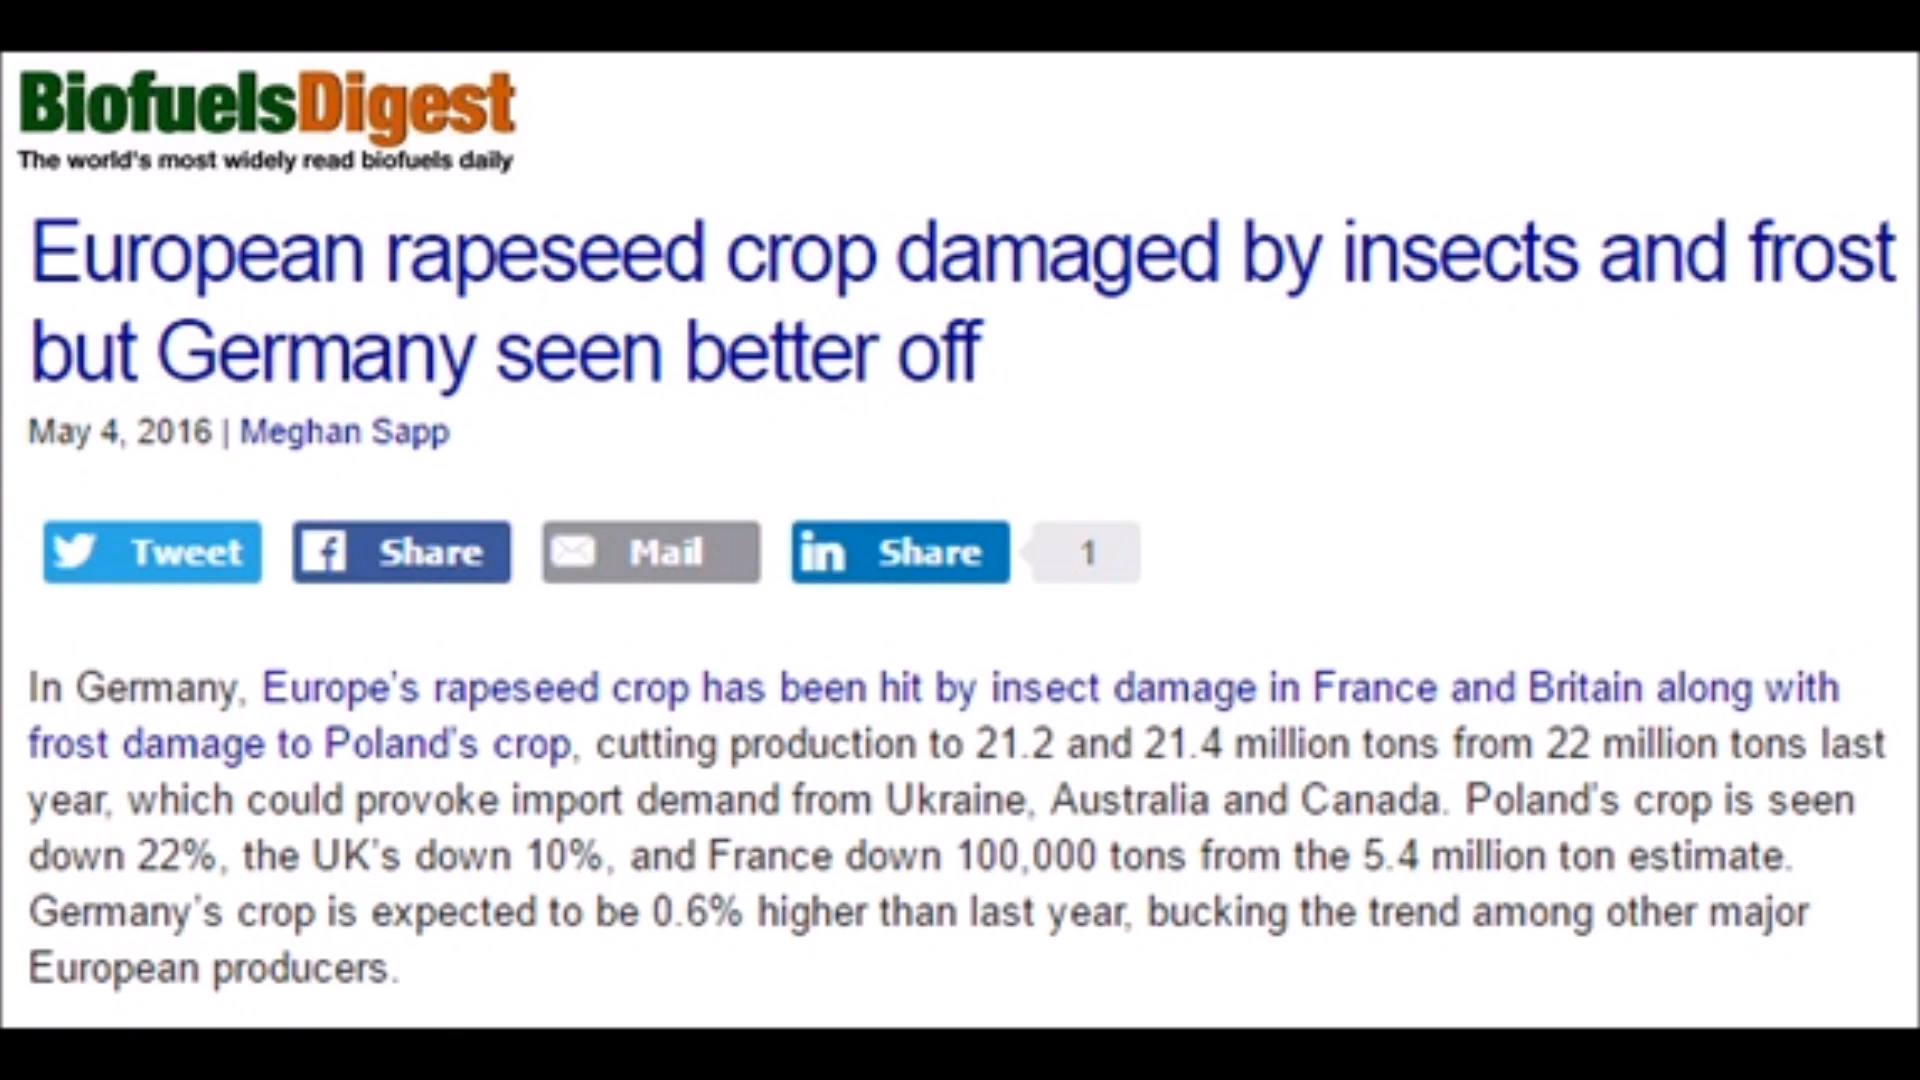 BiofuelsDigest
The world's most widely read biofuels daily
European rapeseed crop damaged by insects and frost
but Germany seen better off
May 4, 2016 | Meghan Sapp
Tweet Share Mail in Share 1
In Germany, Europe's rapeseed crop has been hit by insect damage in France and Britain along with
frost damage to Poland's crop, cutting production to 21.2 and 21.4 million tons from 22 million tons last
year, which could provoke import demand from Ukraine, Australia and Canada. Poland's crop is seen
down 22%, the UK's down 10%, and France down 100,000 tons from the 5.4 million ton estimate.
Germany's crop is expected to be 0.6% higher than last year, bucking the trend among other major
European producers.